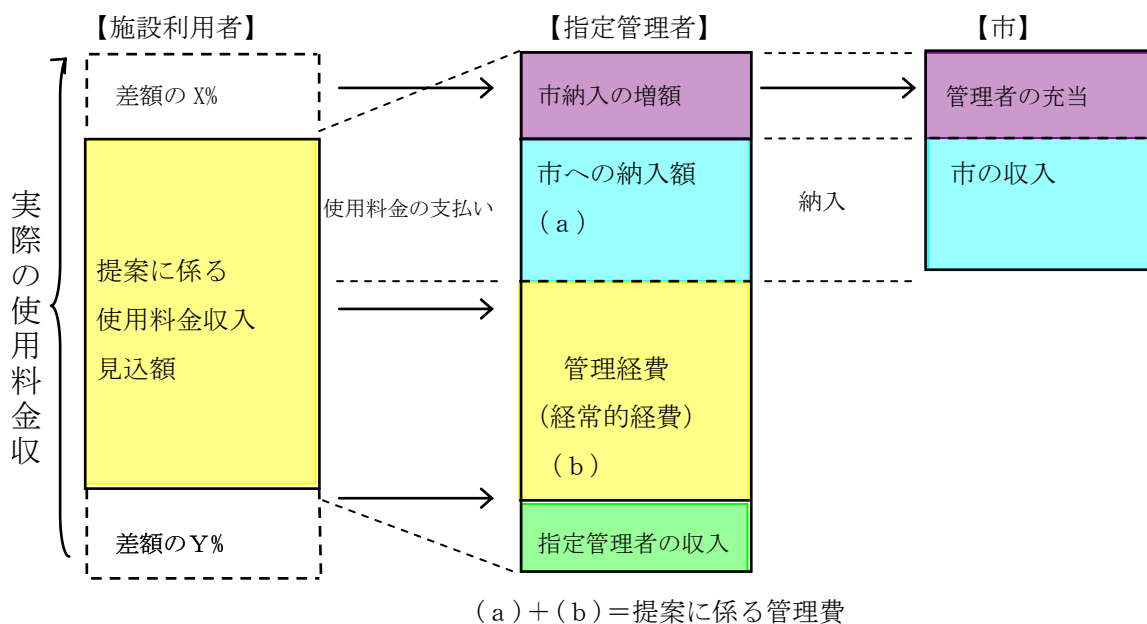 【施設利用者】
【指定管理者】
【市】
差額の X%
市納入の増額
管理者の充当
実際の使用料金収
提案に係る
使用料金収入
見込額
使用料金の支払い
市への納入額
(a)
納入
市の収入
管理経費
(経常的経費)
(b)
差額のY%
指定管理者の収入
(a)+(b)=提案に係る管理費